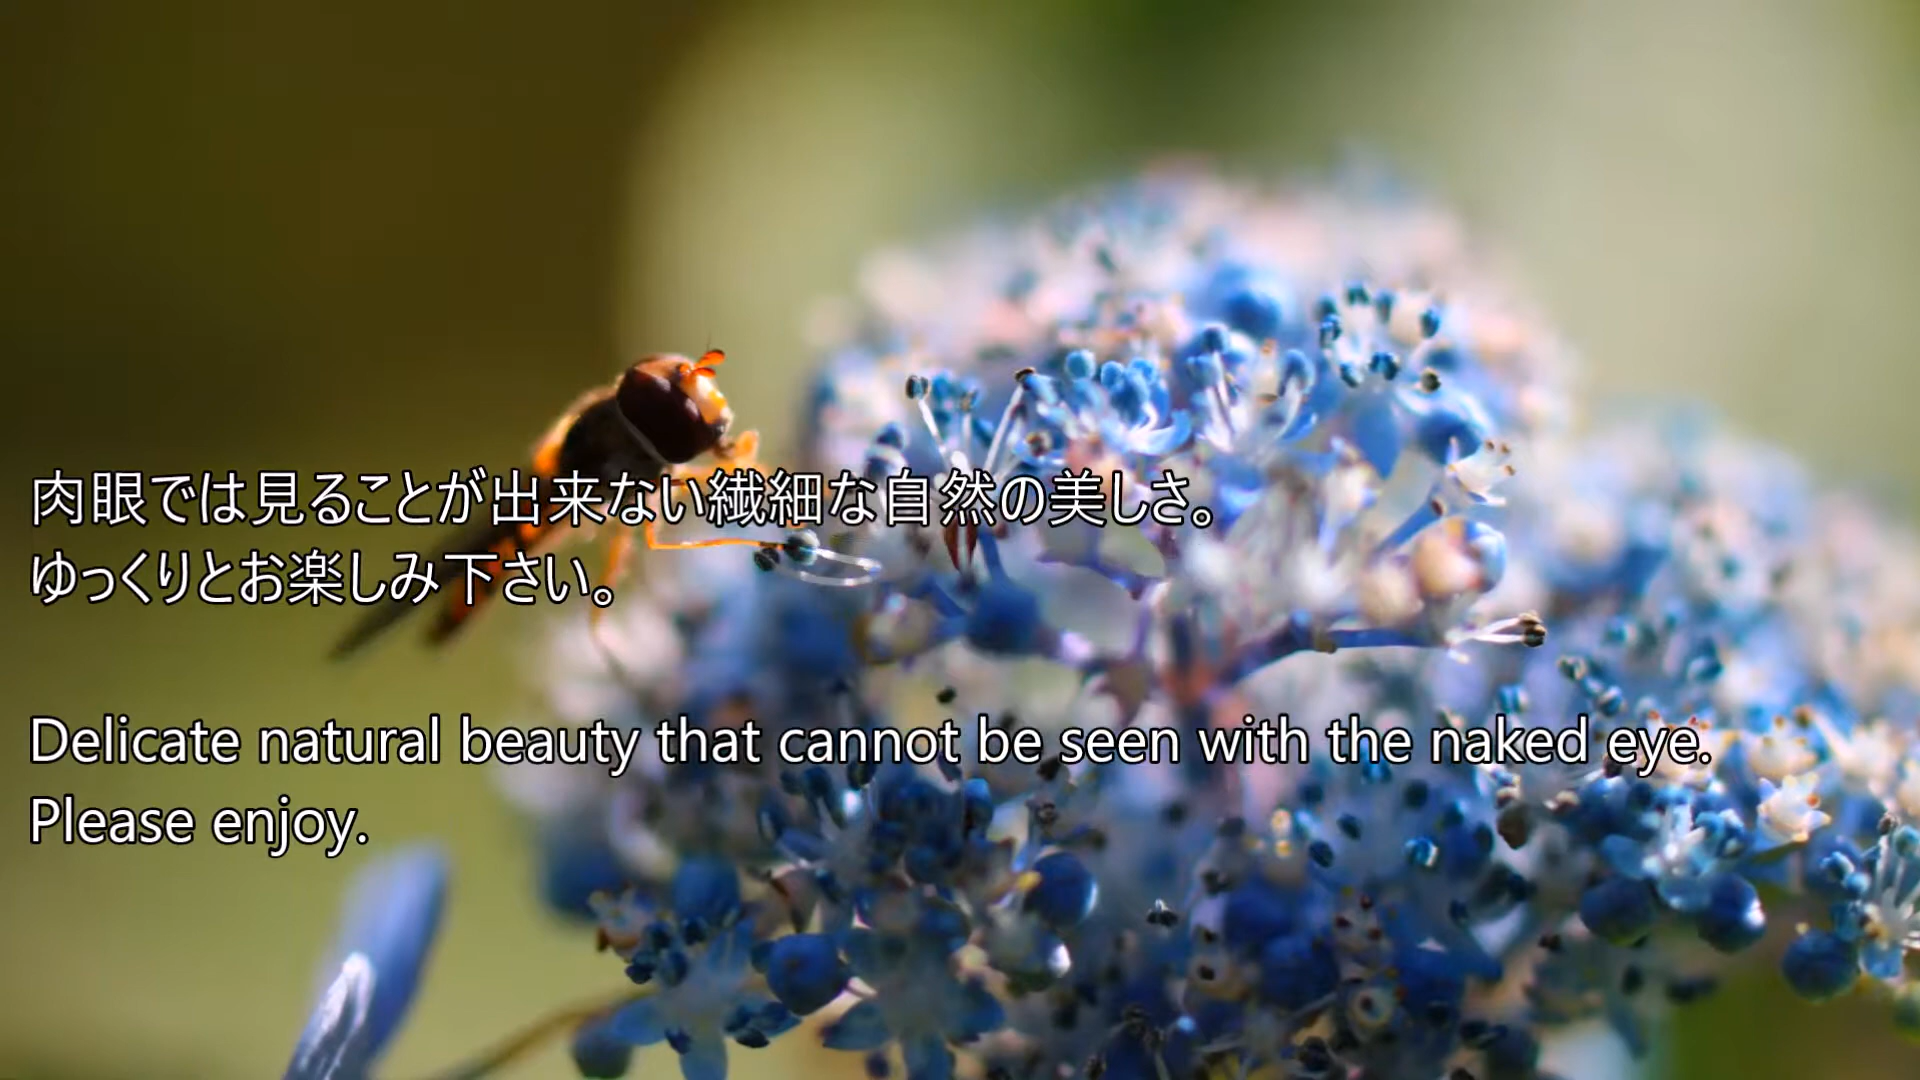 肉眼では見ることが出来ない繊細な自然の美しさ。
ゆっくりとお楽しみ下さい。
Delicate natural beauty that cannot be seen with the naked eye.
Please enjoy.